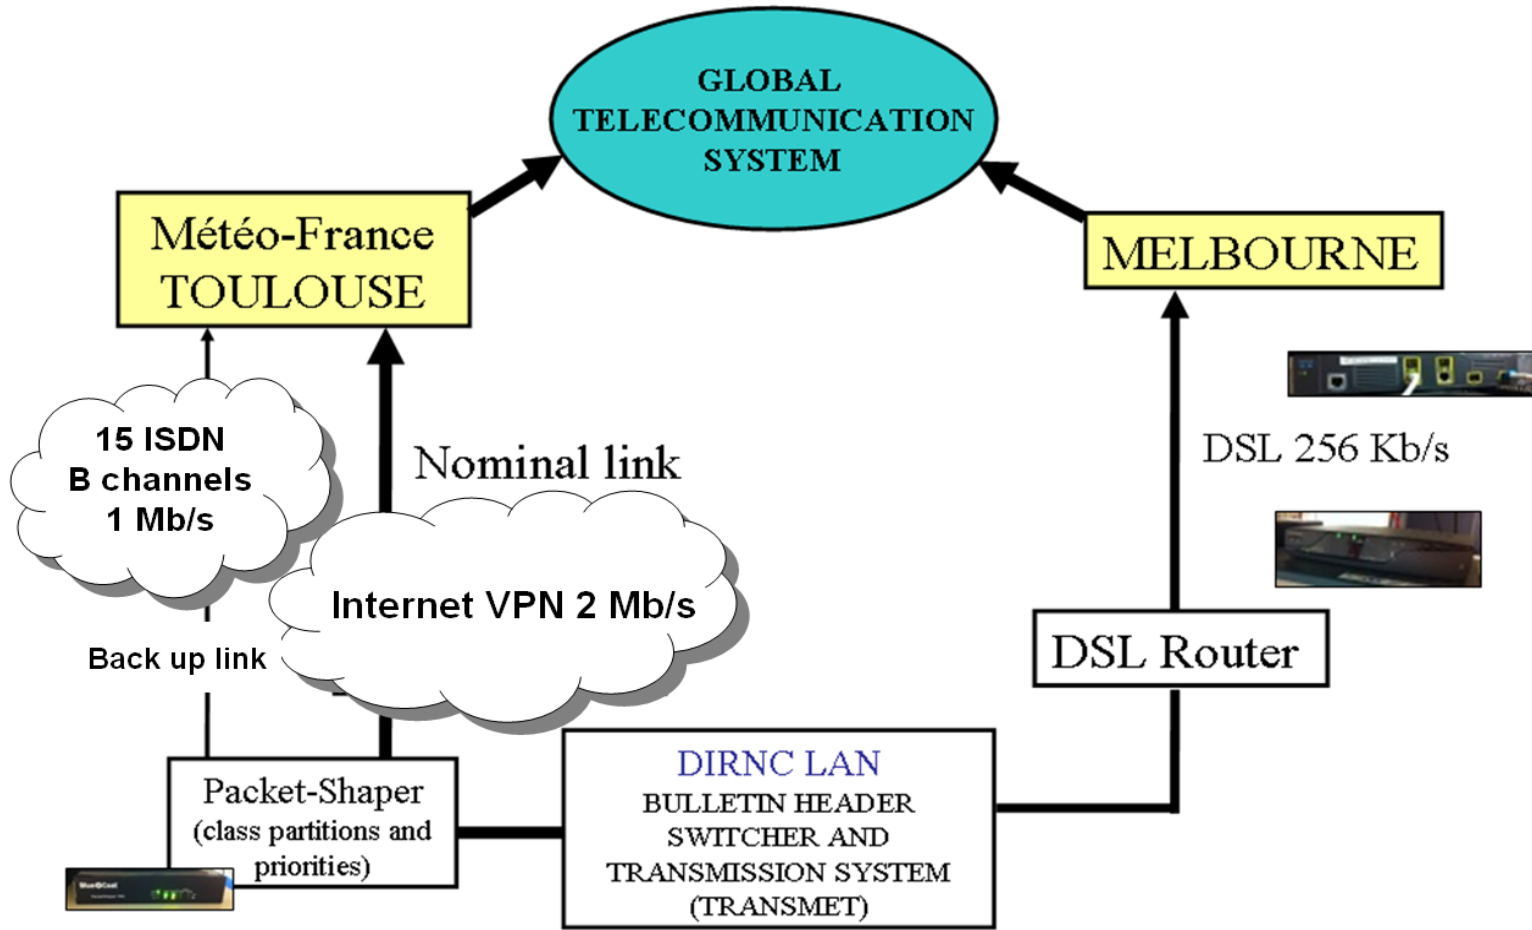 GLOBAL
TELECOMMUNICATION
SYSTEM
Météo-France
TOULOUSE
MELBOURNE
15 ISDN
B channels
1 Mb/s
Nominal link
DSL 256 Kb/s
Internet VPN 2 Mb/s
Back up link
DSL Router
Packet-Shaper
(class partitions and
priorities)
DIRNC LAN
BULLETIN HEADER
SWITCHER AND
TRANSMISSION SYSTEM
(TRANSMET)
Blue Coat